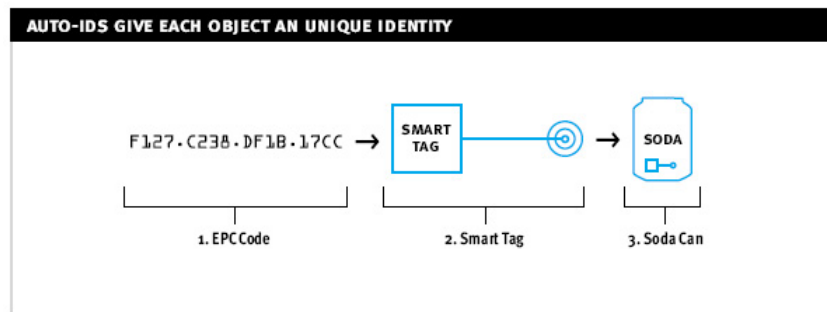 AUTO-IDS GIVE EACH OBJECT AN UNIQUE IDENTITY
F127.C238.DF1B.17CC → SMART TAG → SODA
1. EPC Code 2. Smart Tag 3. Soda Can